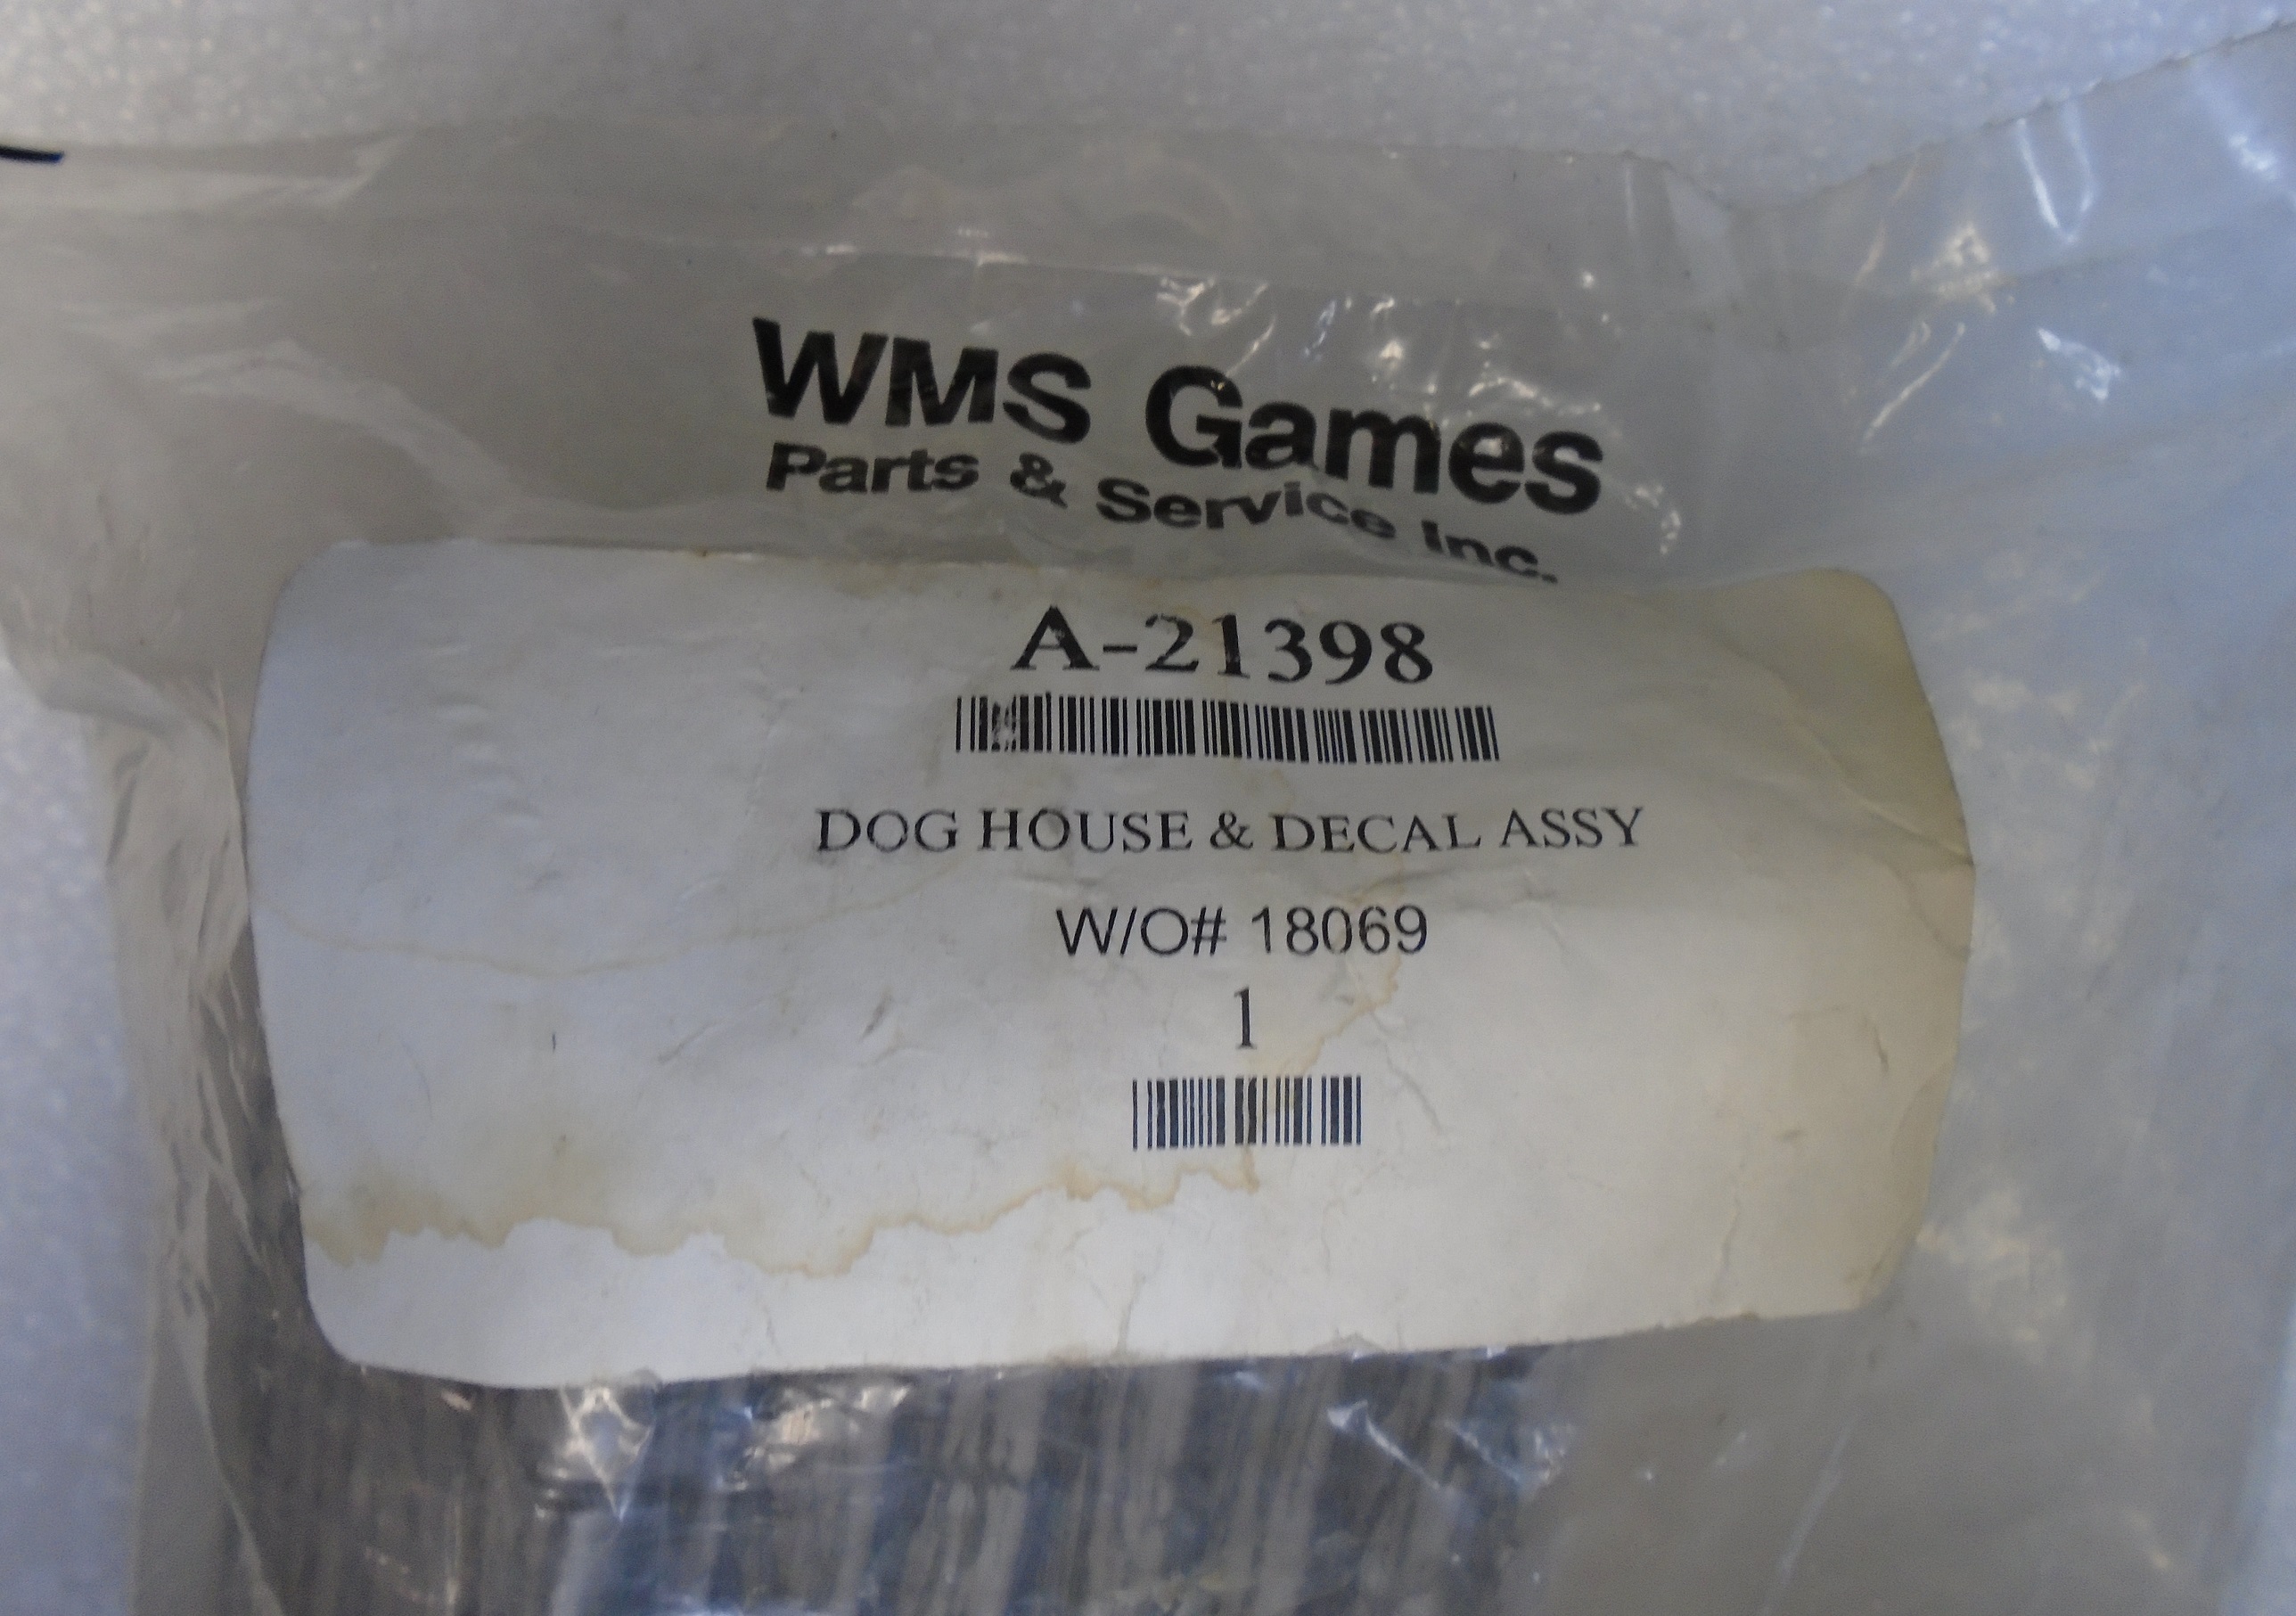 WMS Games
Parts & Service Inc.
A-21398
DOG HOUSE & DECAL ASSY
W/O# 18069
1